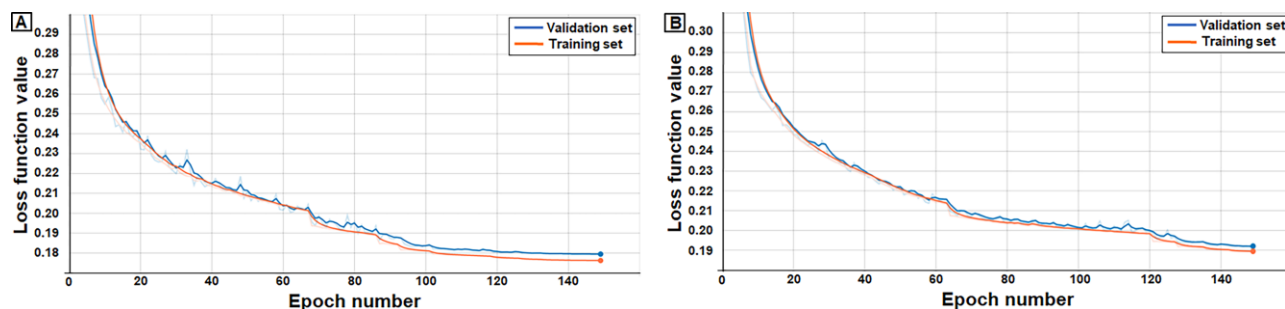 A
Validation set
Training set
Loss function value
0.29
0.28
0.27
0.26
0.25
0.24
0.23
0.22
0.21
0.20
0.19
0.18
0 20 40 60 80 100 120 140
Epoch number
B
Validation set
Training set
Loss function value
0.30
0.29
0.28
0.27
0.26
0.25
0.24
0.23
0.22
0.21
0.20
0.19
0 20 40 60 80 100 120 140
Epoch number